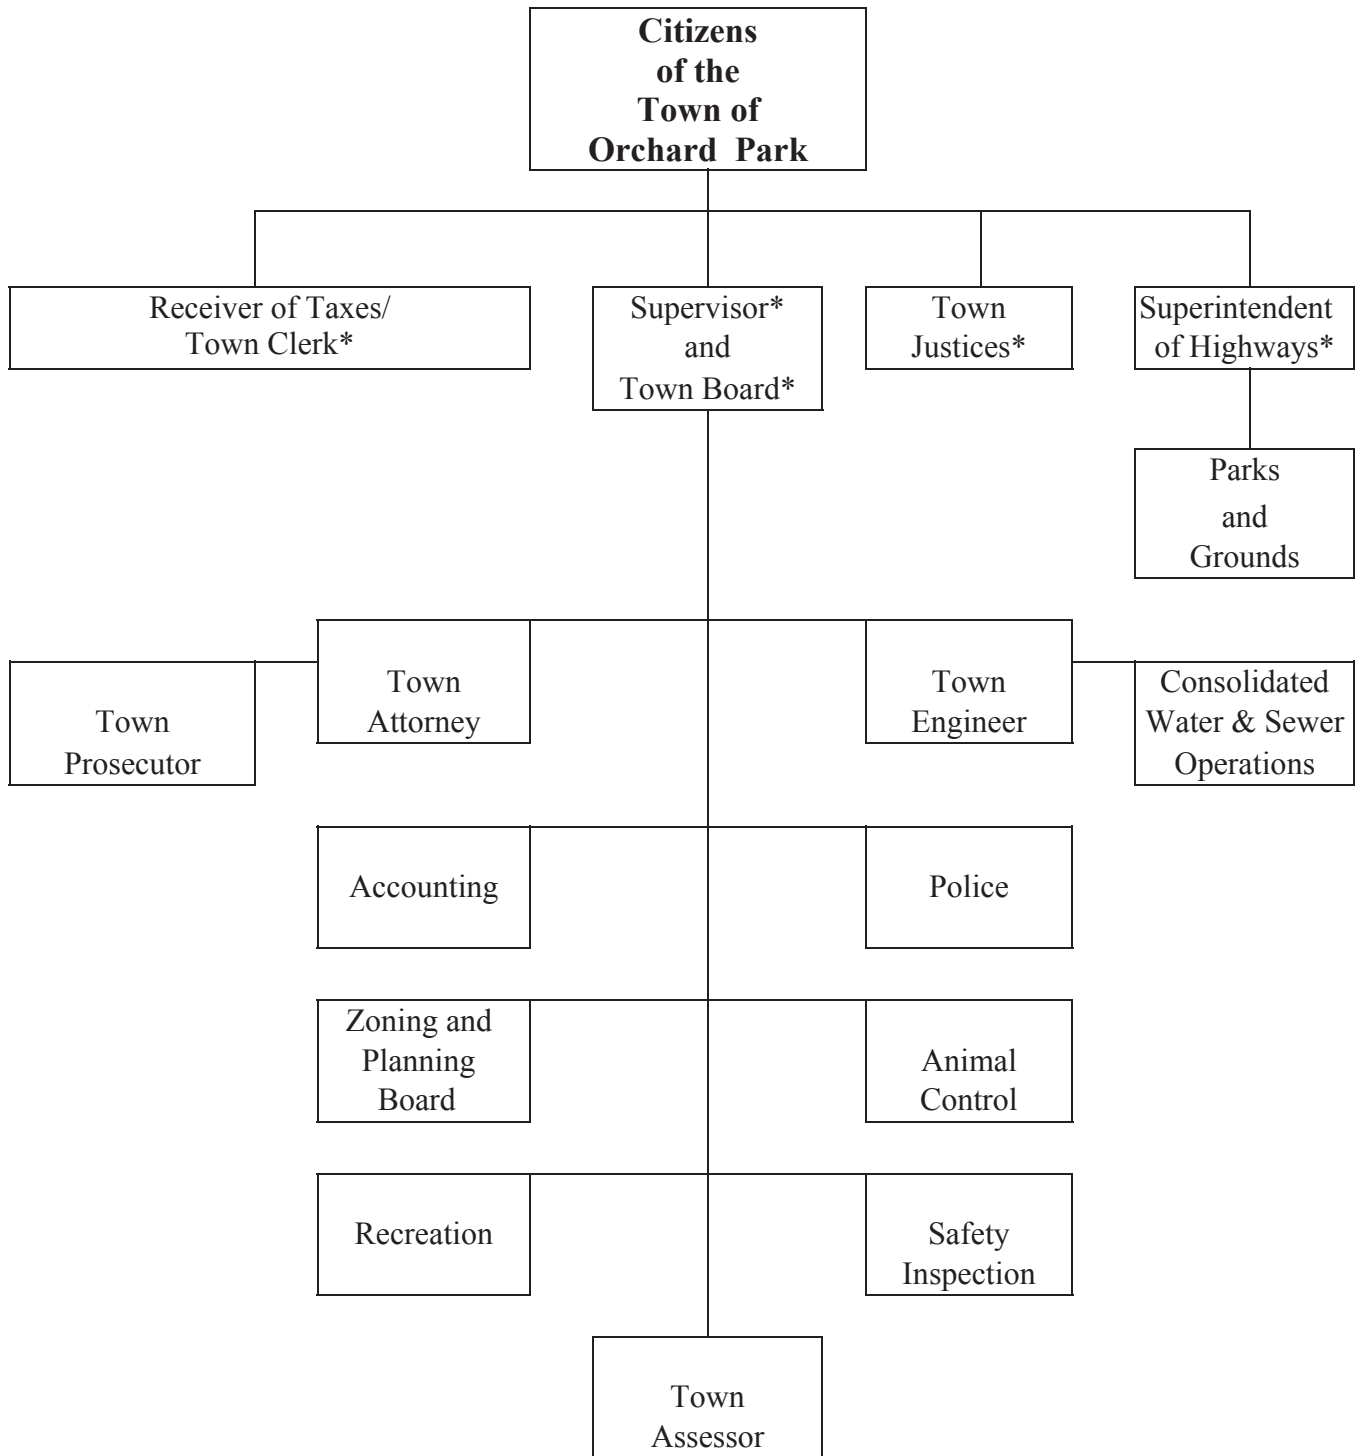 Citizens
of the
Town of
Orchard Park
Receiver of Taxes/
Town Clerk*
Supervisor*
and
Town Board*
Town
Justices*
Superintendent
of Highways*
Parks
and
Grounds
Town
Prosecutor
Town
Attorney
Town
Engineer
Consolidated
Water & Sewer
Operations
Accounting
Police
Zoning and
Planning
Board
Animal
Control
Recreation
Safety
Inspection
Town
Assessor